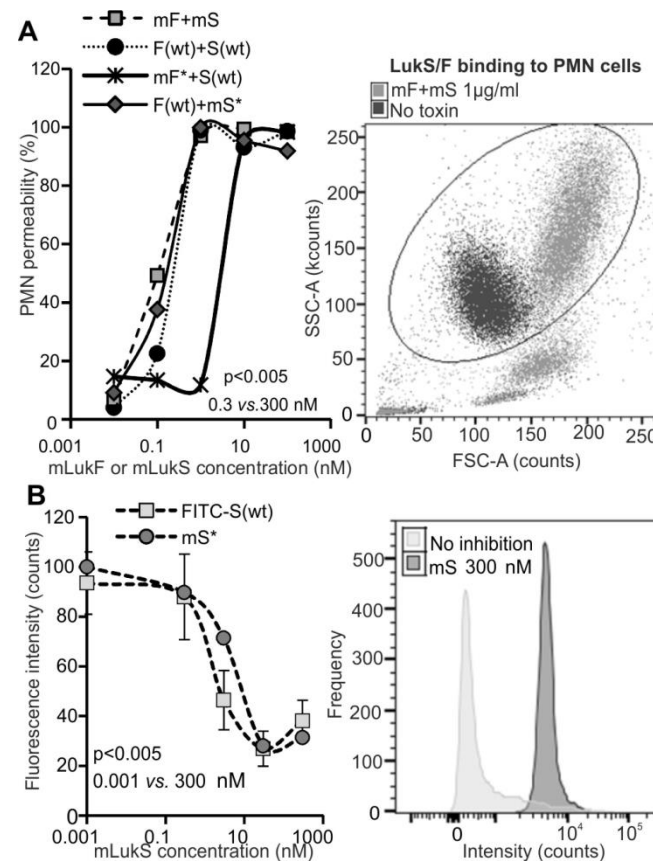 A
mF+mS
F(wt)+S(wt)
mF*+S(wt)
F(wt)+mS*
PMN permeability (%)
120
100
80
60
40
20
0
p<0.005
0.3 vs.300 nM
0.001
0.1
10
1000
mLukF or mLukS concentration (nM)
LukS/F binding to PMN cells
mF+mS 1µg/ml
No toxin
SSC-A (kcounts)
250
200
150
100
50
0
0
50
100
150
200
250
FSC-A (counts)
B
FITC-S(wt)
mS*
Fluorescence intensity (counts)
120
100
80
60
40
20
0
p<0.005
0.001 vs. 300 nM
0.001
0.1
10
1000
mLukS concentration (nM)
No inhibition
mS 300 nM
Frequency
500
400
300
200
100
0
0
10⁴
10⁵
Intensity (counts)